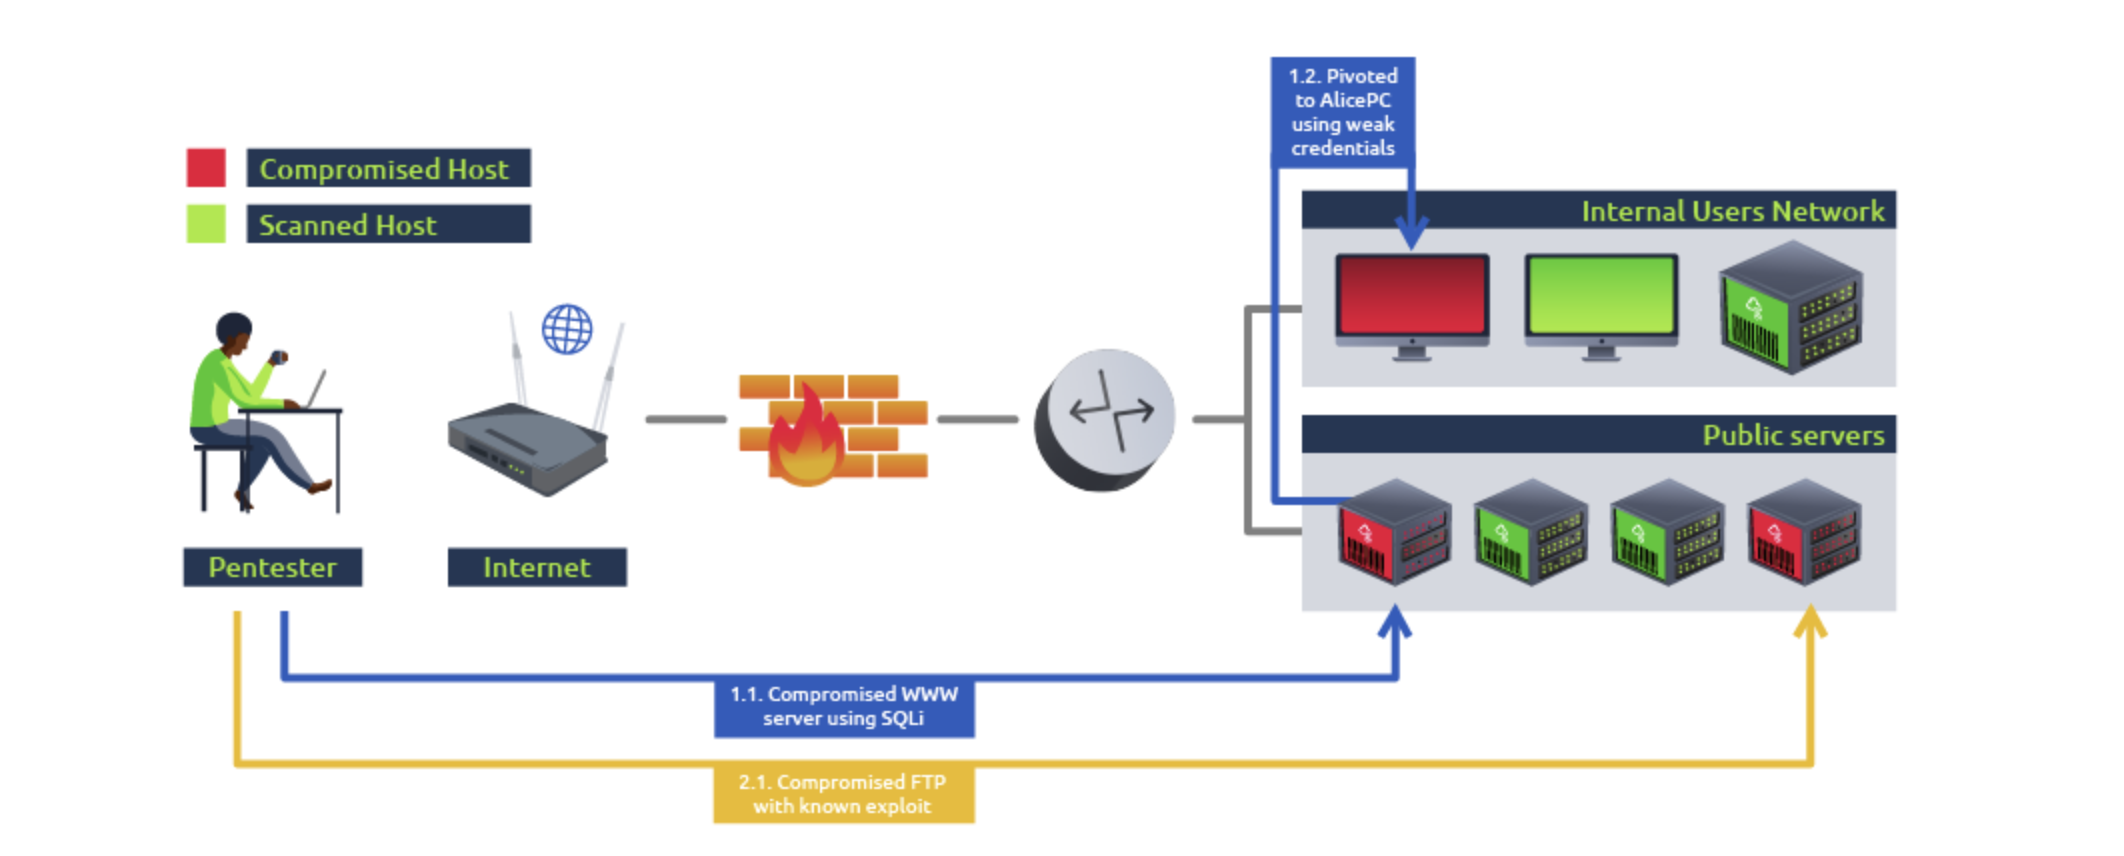 1.2. Pivoted
to AlicePC
using weak
credentials
Compromised Host
Scanned Host
Internal Users Network
Public servers
Pentester
Internet
1.1. Compromised WWW
server using SQLi
2.1. Compromised FTP
with known exploit